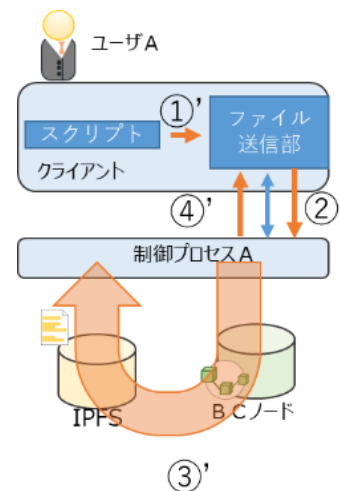 ユーザA
①’
スクリプト
ファイル
送信部
クライアント
④’
②
制御プロセスA
IPFS
BCノード
③’